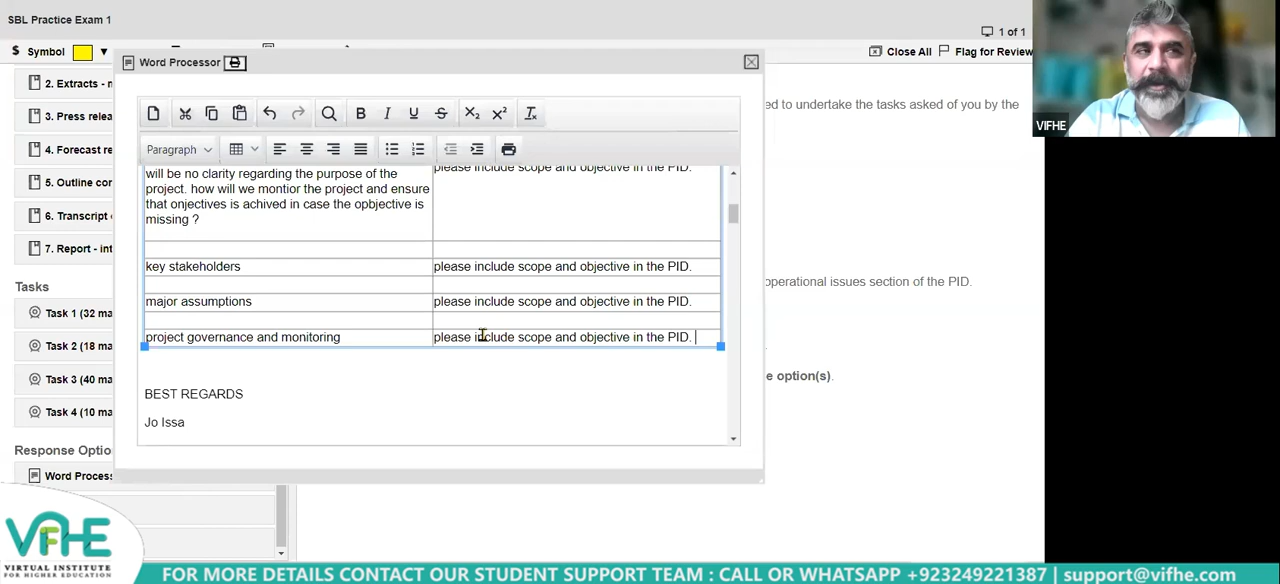 SBL Practice Exam 1
1 of 1
$ Symbol
Close All
Flag for Review
Word Processor
2. Extracts - n
3. Press relea
4. Forecast re
5. Outline cor
6. Transcript
7. Report - int
Tasks
Task 1 (32 ma
Task 2 (18 ma
Task 3 (40 ma
Task 4 (10 ma
Response Optio
Word Process
B I U S X₂ X² Tx
Paragraph
will be no clarity regarding the purpose of the
project. how will we montior the project and ensure
that onjectives is achived in case the opbjective is
missing ?
please include scope and objective in the PID.
key stakeholders
please include scope and objective in the PID.
major assumptions
please include scope and objective in the PID.
project governance and monitoring
please include scope and objective in the PID.
BEST REGARDS
Jo Issa
ed to undertake the tasks asked of you by the
operational issues section of the PID.
e option(s).
VIFHE
VIFHE
VIRTUAL INSTITUTE
FOR HIGHER EDUCATION
FOR MORE DETAILS CONTACT OUR STUDENT SUPPORT TEAM : CALL OR WHATSAPP +923249221387 | support@vifhe.com